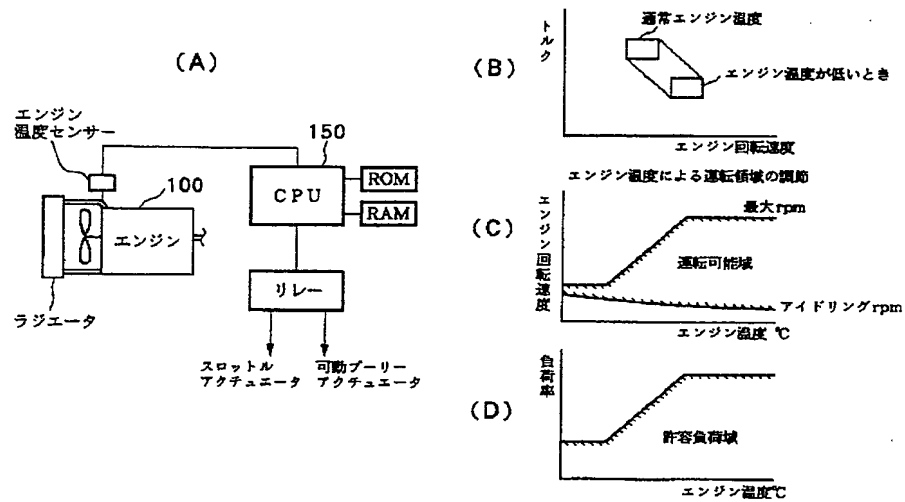 (A)
エンジン
温度センサー
150
100
CPU
ROM
RAM
エンジン
リレー
ラジエータ
スロットル
アクチュエータ
可動プーリー
アクチュエータ
(B)
トルク
通常エンジン温度
エンジン温度が低いとき
エンジン回転速度
エンジン温度による運転領域の調節
(C)
エンジン回転速度
最大rpm
運転可能域
アイドリングrpm
エンジン温度 ℃
(D)
負荷率
許容負荷域
エンジン温度℃